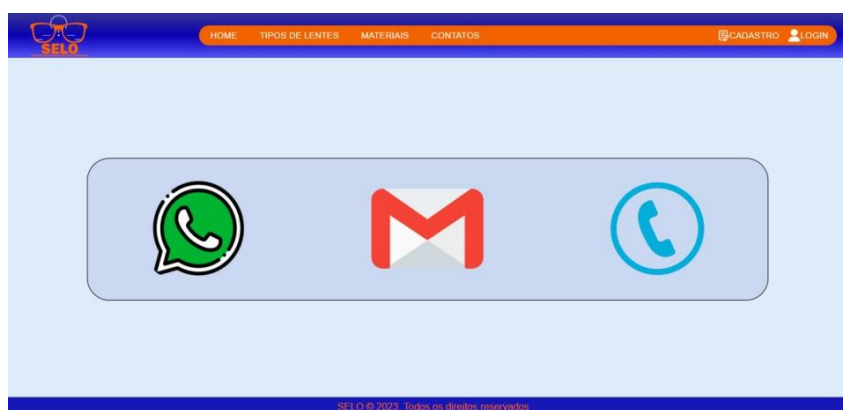 SELO
HOME TIPOS DE LENTES MATERIAIS CONTATOS CADASTRO LOGIN
SELO © 2023. Todos os direitos reservados